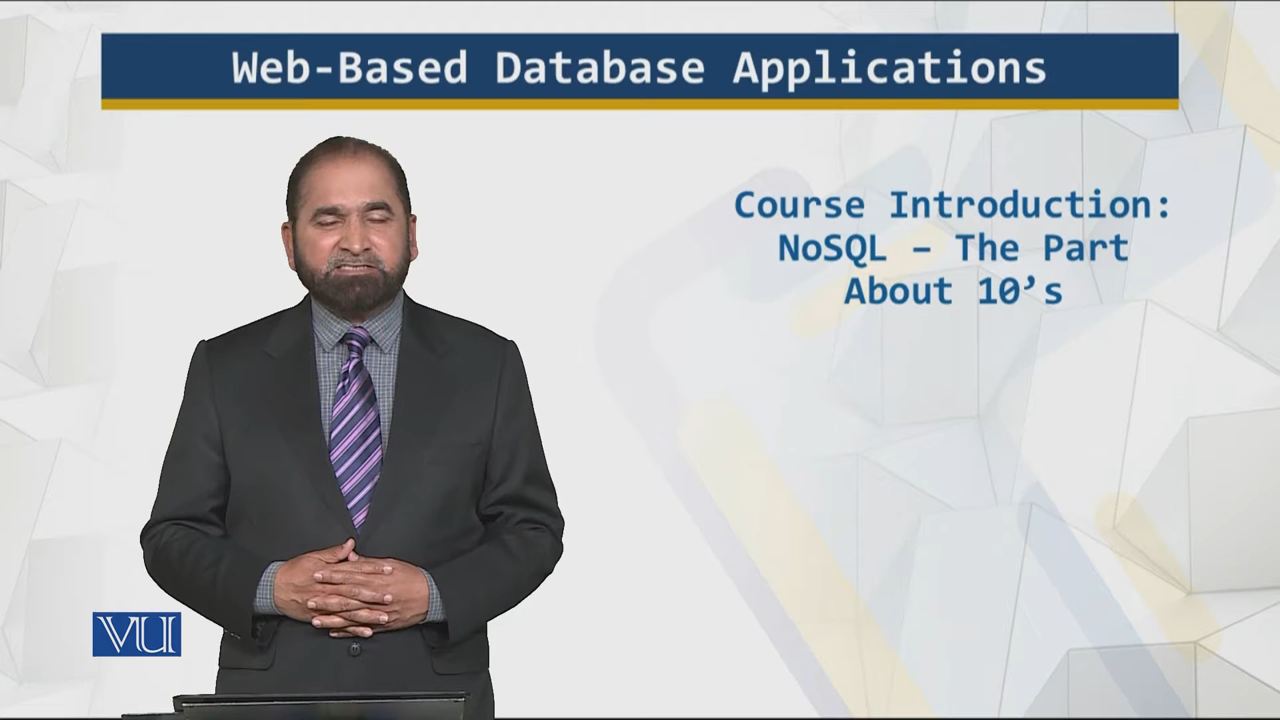 Web-Based Database Applications
Course Introduction:
NoSQL – The Part
About 10’s
VU